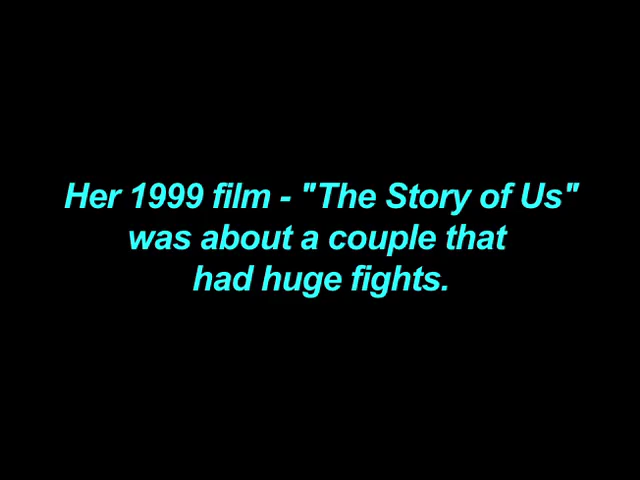 Her 1999 film - "The Story of Us"
was about a couple that
had huge fights.